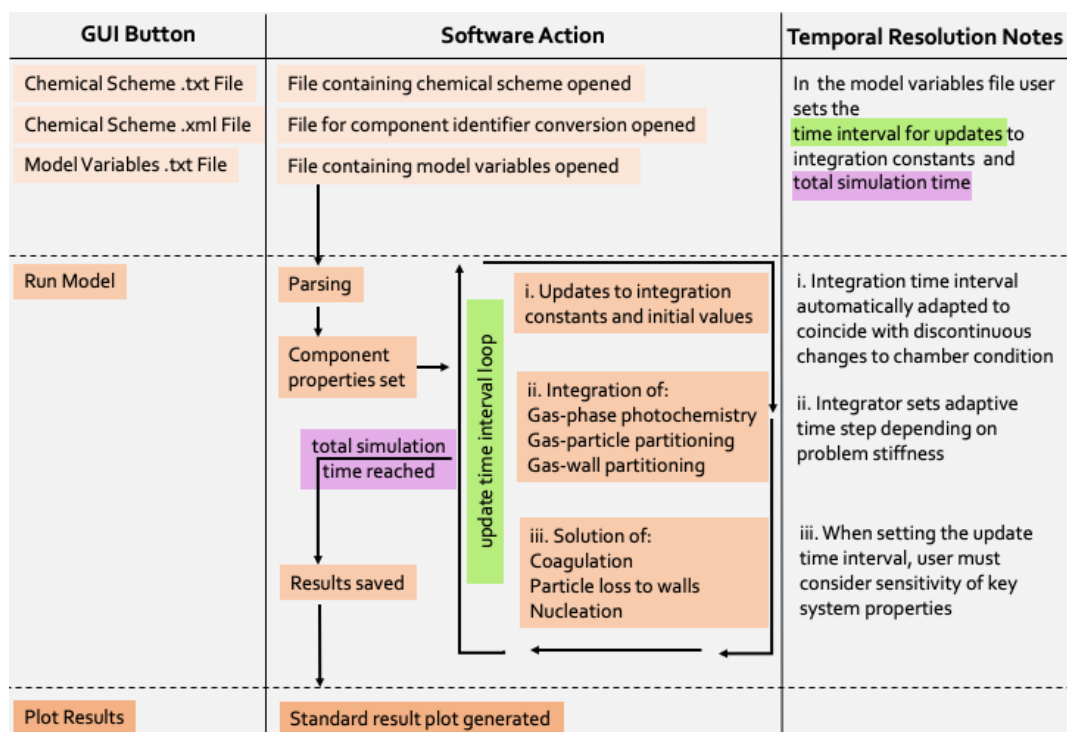 GUI Button
Software Action
Temporal Resolution Notes
Chemical Scheme .txt File
File containing chemical scheme opened
Chemical Scheme .xml File
File for component identifier conversion opened
Model Variables .txt File
File containing model variables opened
In the model variables file user
sets the
time interval for updates to
integration constants and
total simulation time
Run Model
Parsing
Component
properties set
total simulation
time reached
Results saved
update time interval loop
i. Updates to integration
constants and initial values
ii. Integration of:
Gas-phase photochemistry
Gas-particle partitioning
Gas-wall partitioning
iii. Solution of:
Coagulation
Particle loss to walls
Nucleation
i. Integration time interval
automatically adapted to
coincide with discontinuous
changes to chamber condition
ii. Integrator sets adaptive
time step depending on
problem stiffness
iii. When setting the update
time interval, user must
consider sensitivity of key
system properties
Plot Results
Standard result plot generated